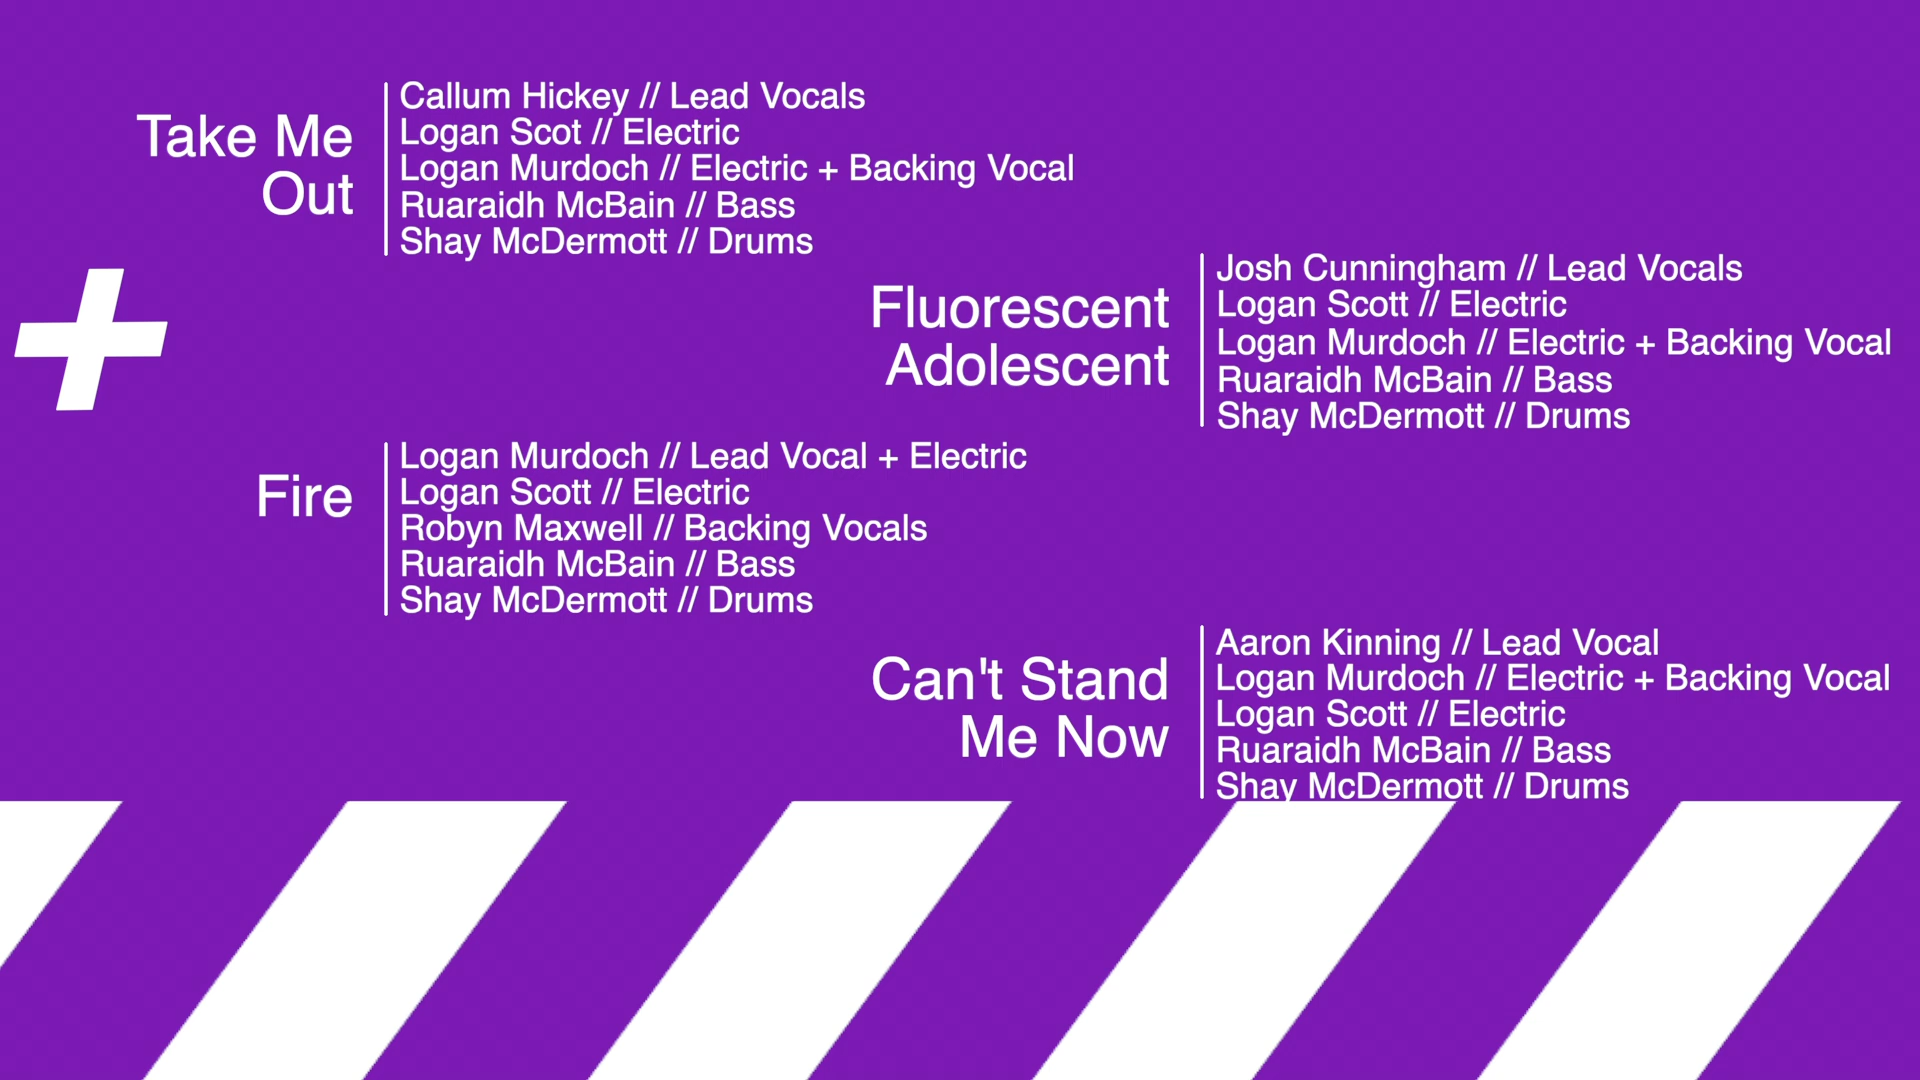 Take Me
Out
Callum Hickey // Lead Vocals
Logan Scot // Electric
Logan Murdoch // Electric + Backing Vocal
Ruaraidh McBain // Bass
Shay McDermott // Drums
Fluorescent
Adolescent
Josh Cunningham // Lead Vocals
Logan Scott // Electric
Logan Murdoch // Electric + Backing Vocal
Ruaraidh McBain // Bass
Shay McDermott // Drums
Fire
Logan Murdoch // Lead Vocal + Electric
Logan Scott // Electric
Robyn Maxwell // Backing Vocals
Ruaraidh McBain // Bass
Shay McDermott // Drums
Can't Stand
Me Now
Aaron Kinning // Lead Vocal
Logan Murdoch // Electric + Backing Vocal
Logan Scott // Electric
Ruaraidh McBain // Bass
Shay McDermott // Drums